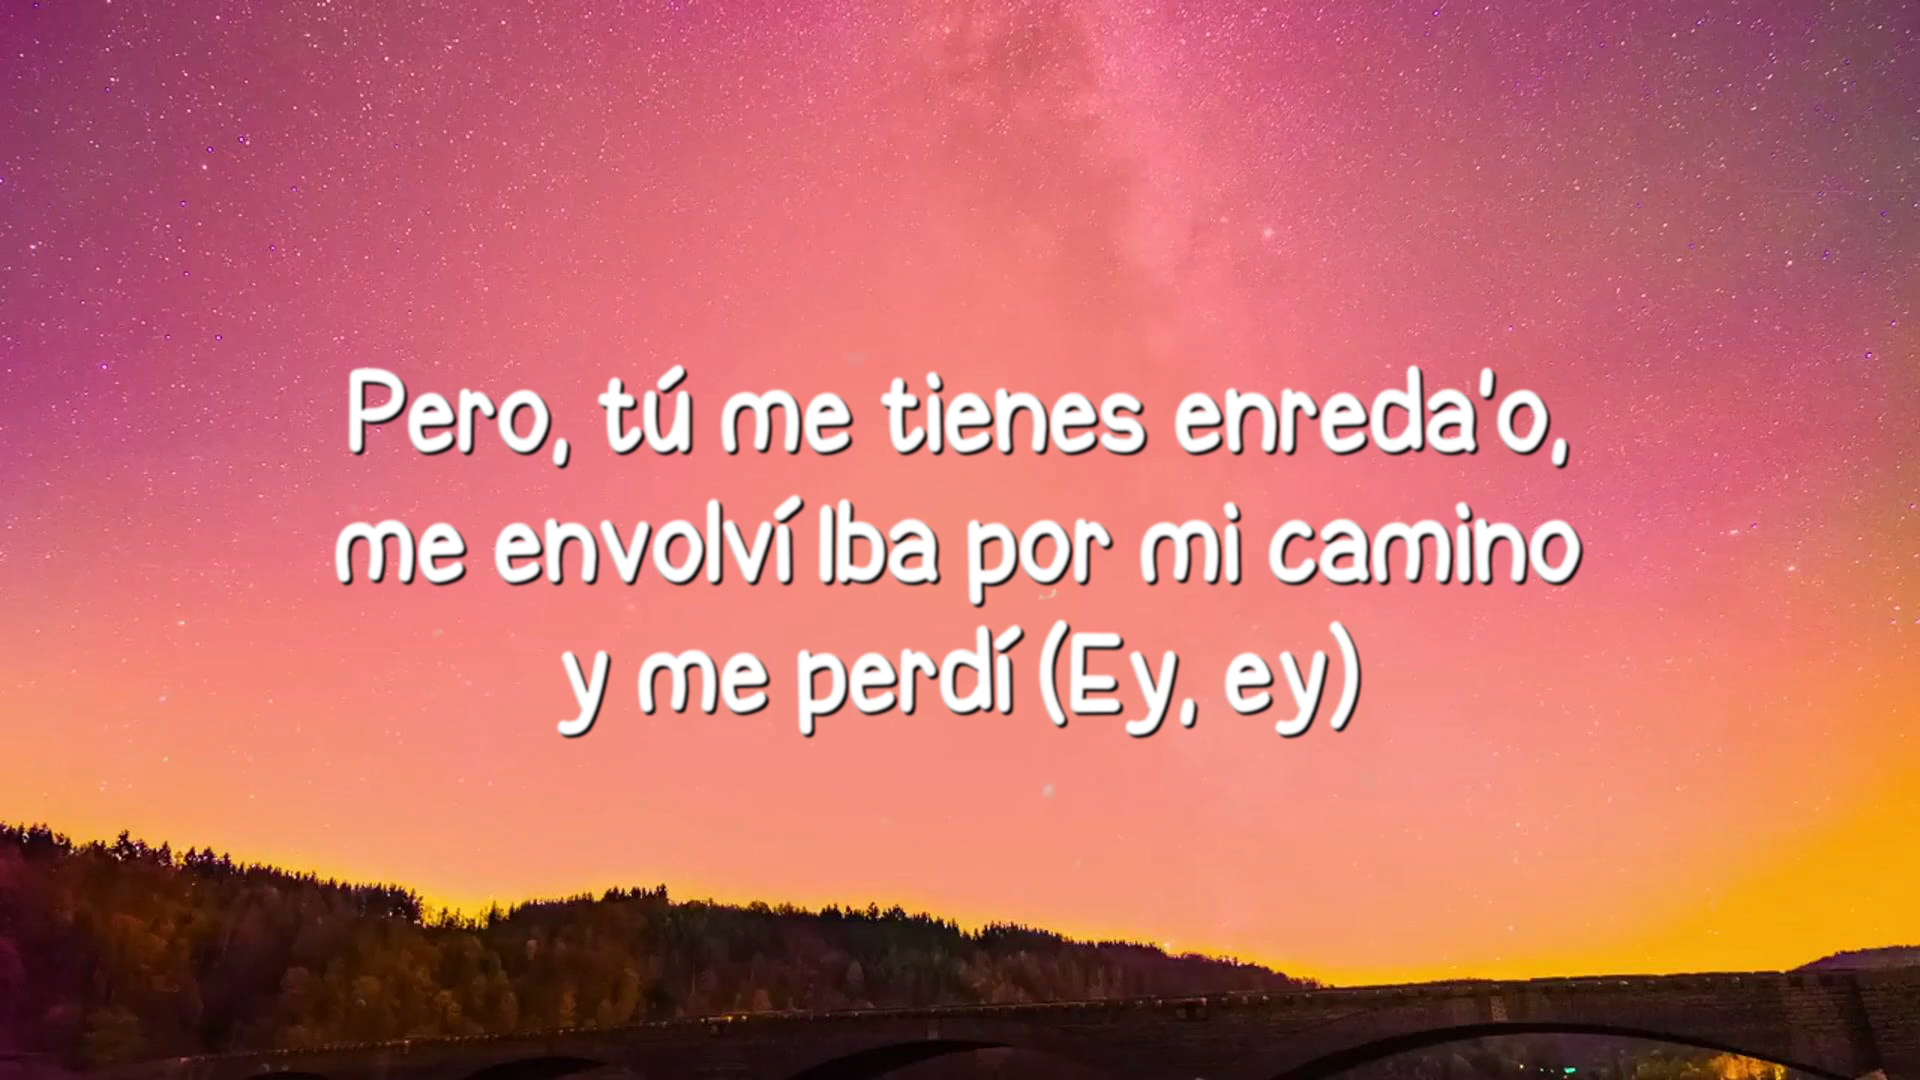 Pero, tú me tienes enreda'o,
me envolví Iba por mi camino
y me perdí (Ey, ey)